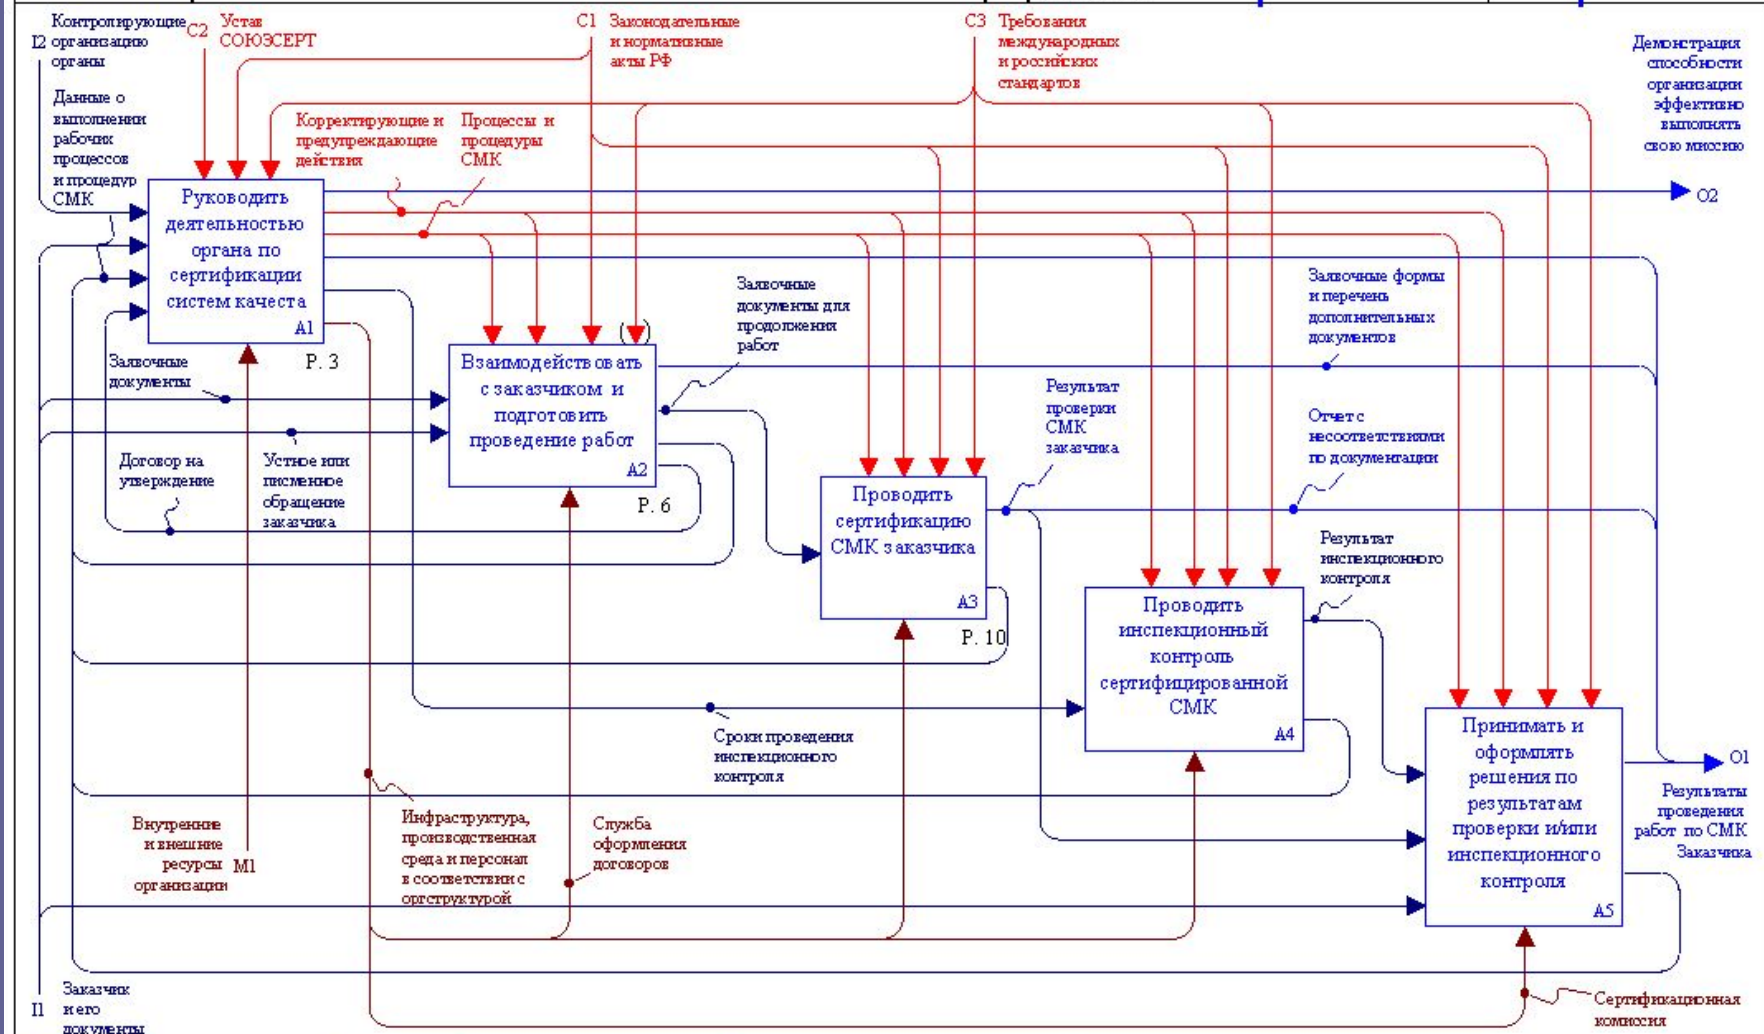 Контролирующие
I2 организацию
органы
C2
Устав
СОЮЗСЕРТ
C1
Законодательные
и нормативные
акты РФ
C3
Требования
международных
и российских
стандартов
Демонстрация
способности
организации
эффективно
выполнять
свою миссию
O2
Данные о
выполнении
рабочих
процессов
и процедур
СМК
Корректирующие и
предупреждающие
действия
Процессы и
процедуры
СМК
Руководить
деятельностью
органа по
сертификации
систем качеста
A1
P. 3
Заявочные
документы
Взаимодействовать
с заказчиком и
подготовить
проведение работ
A2
P. 6
Заявочные
документы для
продолжения
работ
Заявочные формы
и перечень
дополнительных
документов
Результат
проверки
СМК
заказчика
Отчет с
несоответствиями
по документации
Договор на
утверждение
Устное или
писменное
обращение
заказчика
Проводить
сертификацию
СМК заказчика
A3
P. 10
Результат
инспекционного
контроля
Проводить
инспекционный
контроль
сертифицированной
СМК
A4
Сроки проведения
инспекционного
контроля
Принимать и
оформлять
решения по
результатам
проверки и/или
инспекционного
контроля
A5
O1
Результаты
проведения
работ по СМК
Заказчика
Внутренние
и внешние
ресурсы
организации
M1
Инфраструктура,
производственная
среда и персонал
в соответствии с
оргструктурой
Служба
оформления
договоров
I1
Заказчик
и его
документы
Сертификационная
комиссия